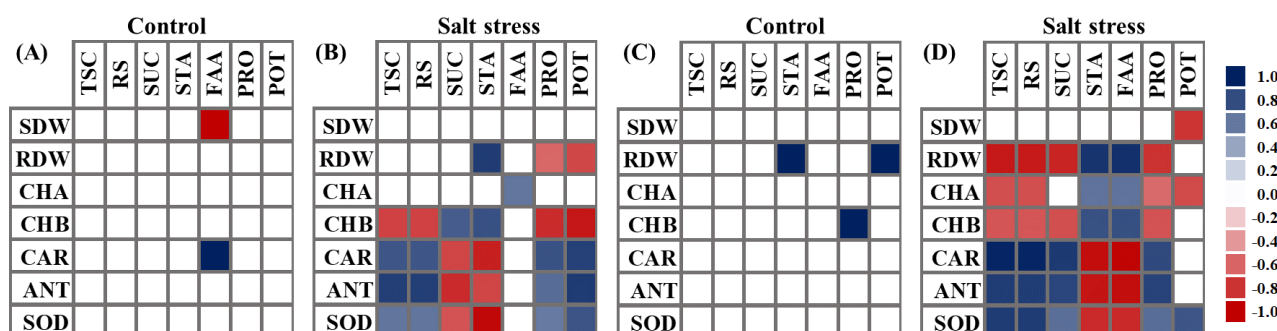 Control Salt stress Control Salt stress
(A) TSC RS SUC STA FAA PRO POT (B) TSC RS SUC STA FAA PRO POT (C) TSC RS SUC STA FAA PRO POT (D) TSC RS SUC STA FAA PRO POT
SDW SDW SDW SDW
RDW RDW RDW RDW
CHA CHA CHA CHA
CHB CHB CHB CHB
CAR CAR CAR CAR
ANT ANT ANT ANT
SOD SOD SOD SOD
1.0
0.8
0.6
0.4
0.2
0.0
-0.2
-0.4
-0.6
-0.8
-1.0